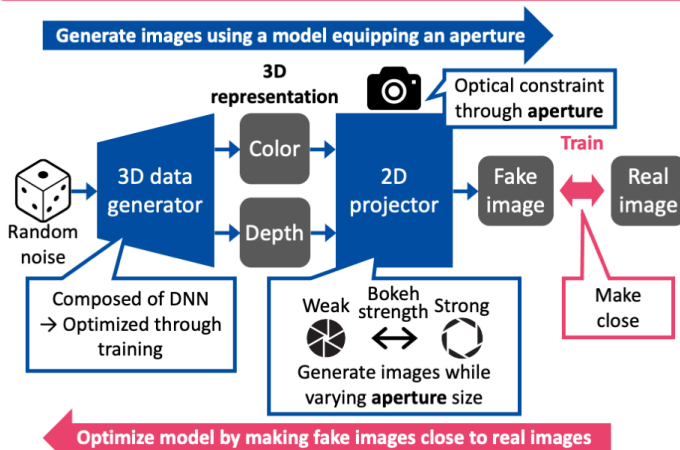 Generate images using a model equipping an aperture
3D
representation
Optical constraint
through aperture
Train
3D data
generator
Color
Depth
2D
projector
Fake
image
Real
image
Random
noise
Composed of DNN
→ Optimized through
training
Weak
Bokeh
strength
Strong
Generate images while
varying aperture size
Make
close
Optimize model by making fake images close to real images